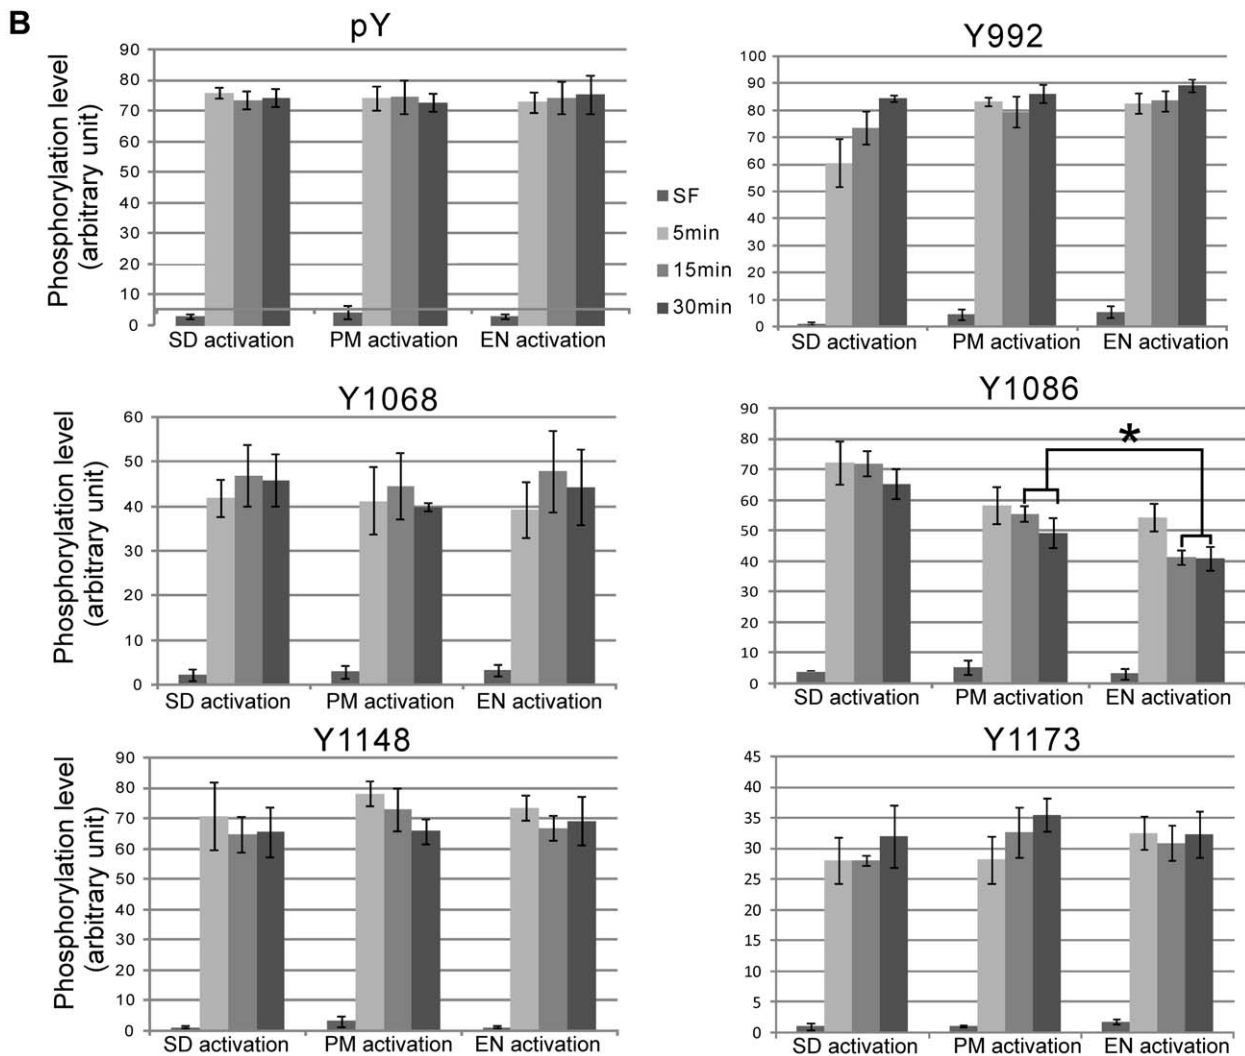 B
pY
Phosphorylation level
(arbitrary unit)
90
80
70
60
50
40
30
20
10
0
SD activation PM activation EN activation
SF
5min
15min
30min
Y992
100
90
80
70
60
50
40
30
20
10
0
SD activation PM activation EN activation
Y1068
Phosphorylation level
(arbitrary unit)
60
50
40
30
20
10
0
SD activation PM activation EN activation
Y1086
90
80
70
60
50
40
30
20
10
0
*
SD activation PM activation EN activation
Y1148
Phosphorylation level
(arbitrary unit)
90
80
70
60
50
40
30
20
10
0
SD activation PM activation EN activation
Y1173
45
40
35
30
25
20
15
10
5
0
SD activation PM activation EN activation